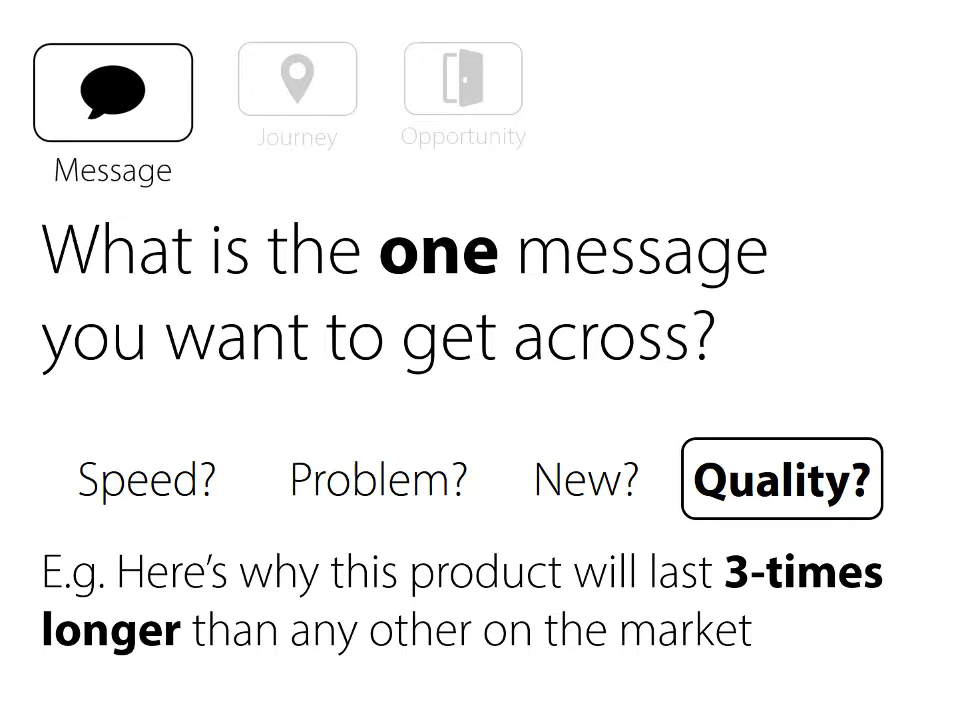 Message
Journey
Opportunity
What is the one message
you want to get across?
Speed? Problem? New? Quality?
E.g. Here’s why this product will last 3-times
longer than any other on the market